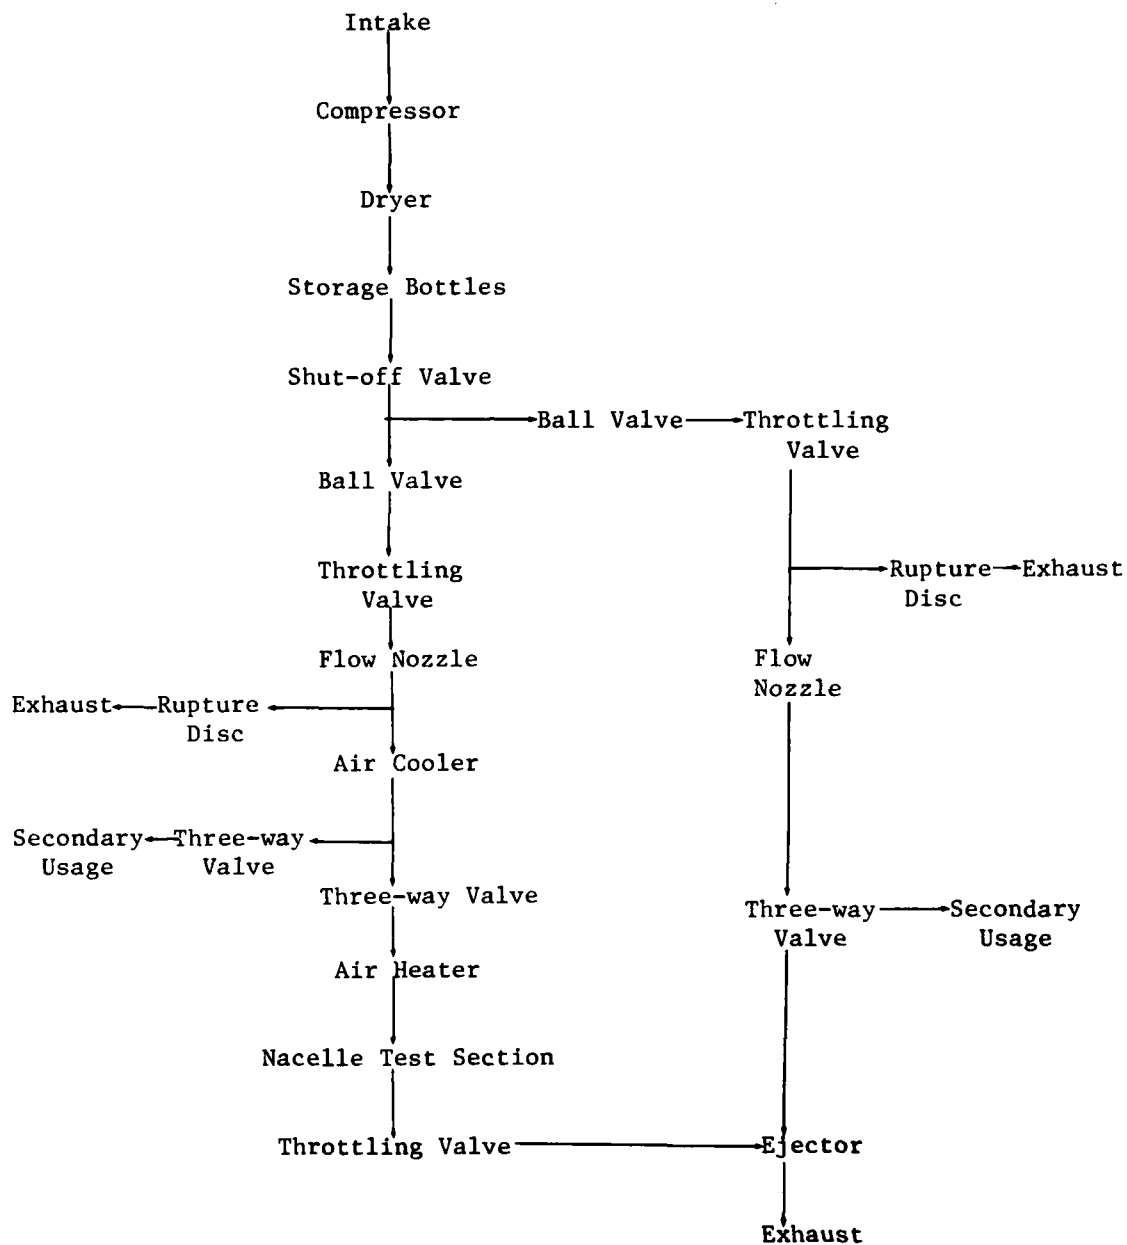 Intake
Compressor
Dryer
Storage Bottles
Shut-off Valve
Ball Valve
Throttling
Valve
Ball Valve
Throttling
Valve
Rupture
Disc
Exhaust
Flow Nozzle
Flow
Nozzle
Exhaust
Rupture
Disc
Air Cooler
Secondary
Usage
Three-way
Valve
Three-way Valve
Three-way
Valve
Secondary
Usage
Air Heater
Nacelle Test Section
Throttling Valve
Ejector
Exhaust